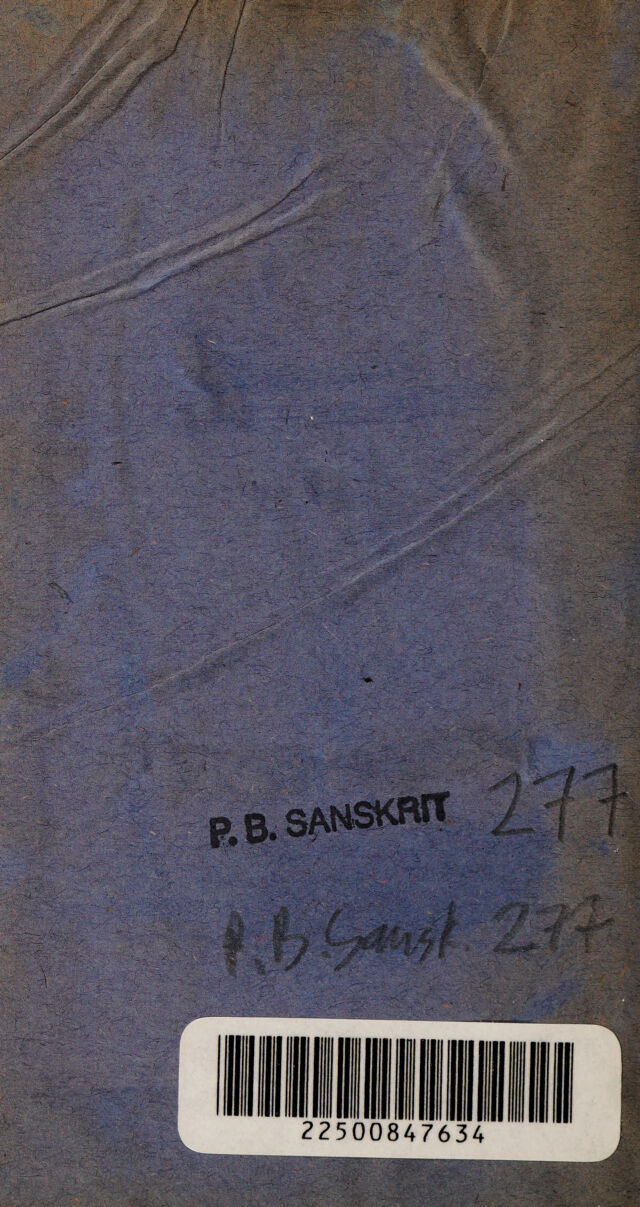 P. B. SANSKRIT 277
P. B. Sansk. 277
22500847634